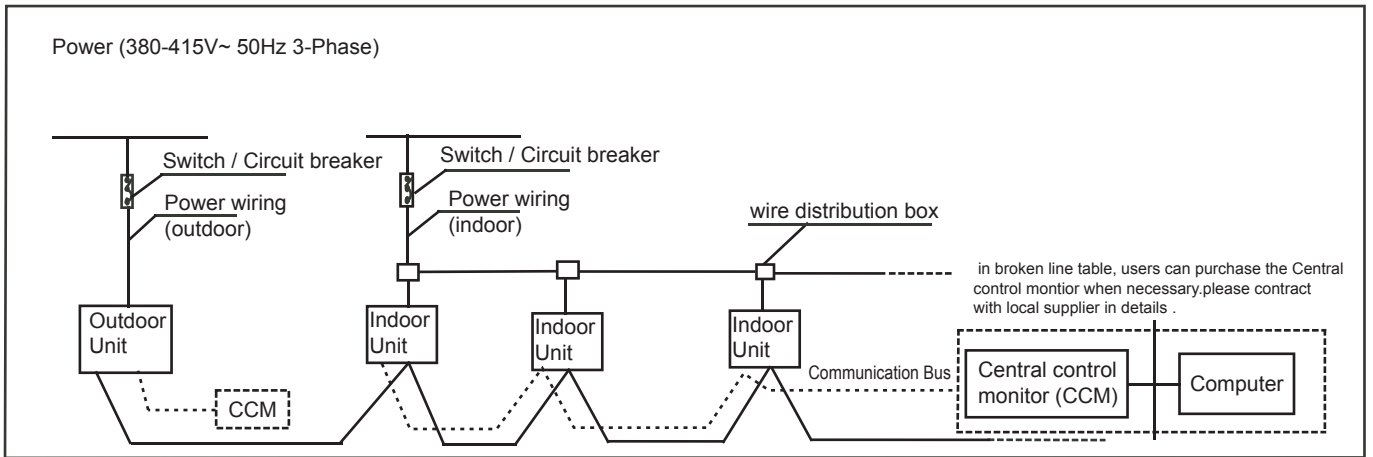 Power (380-415V~ 50Hz 3-Phase)
Switch / Circuit breaker
Power wiring
(outdoor)
Switch / Circuit breaker
Power wiring
(indoor)
wire distribution box
in broken line table, users can purchase the Central
control montior when necessary.please contract
with local supplier in details .
Outdoor
Unit
Indoor
Unit
Indoor
Unit
Indoor
Unit
CCM
Communication Bus
Central control
monitor (CCM)
Computer